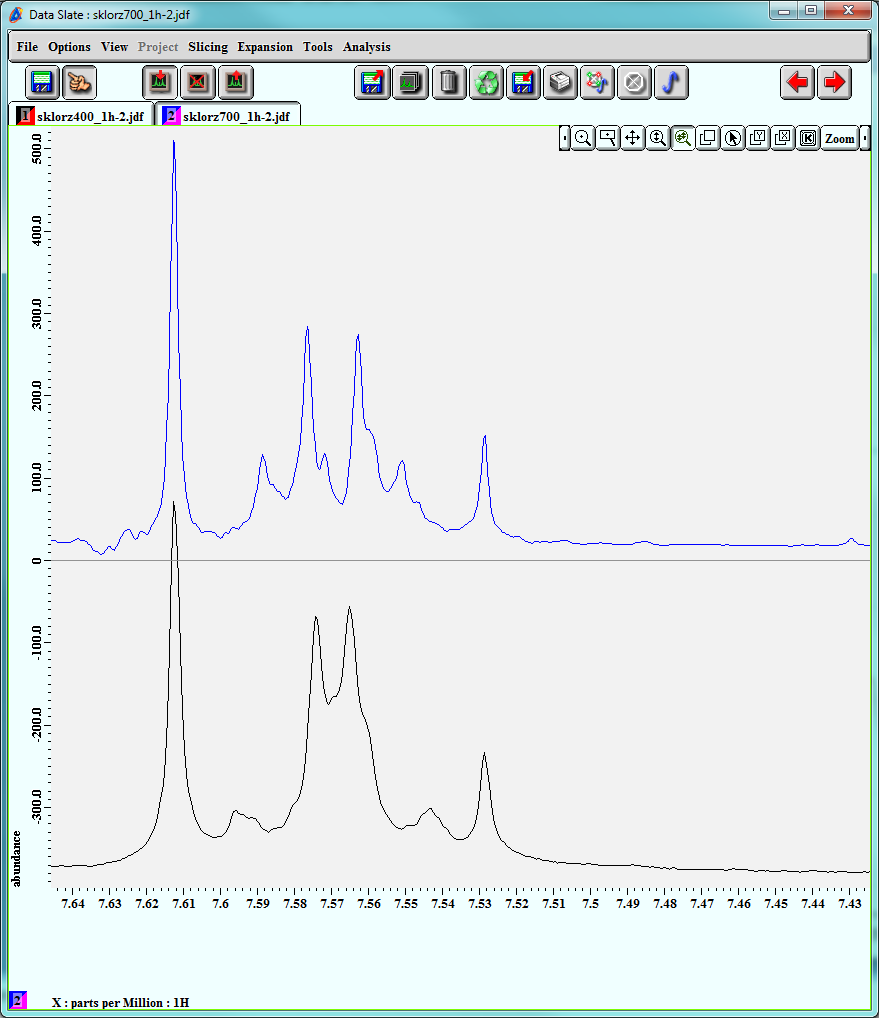 Data Slate : sklorz700_1h-2.jdf
File Options View Project Slicing Expansion Tools Analysis
1 sklorz400_1H-2.jdf 2 sklorz700_1H-2.jdf
Y X K Zoom
500.0
400.0
300.0
200.0
100.0
0
-100.0
-200.0
-300.0
abundance
7.64 7.63 7.62 7.61 7.6 7.59 7.58 7.57 7.56 7.55 7.54 7.53 7.52 7.51 7.5 7.49 7.48 7.47 7.46 7.45 7.44 7.43
2 X : parts per Million : 1H